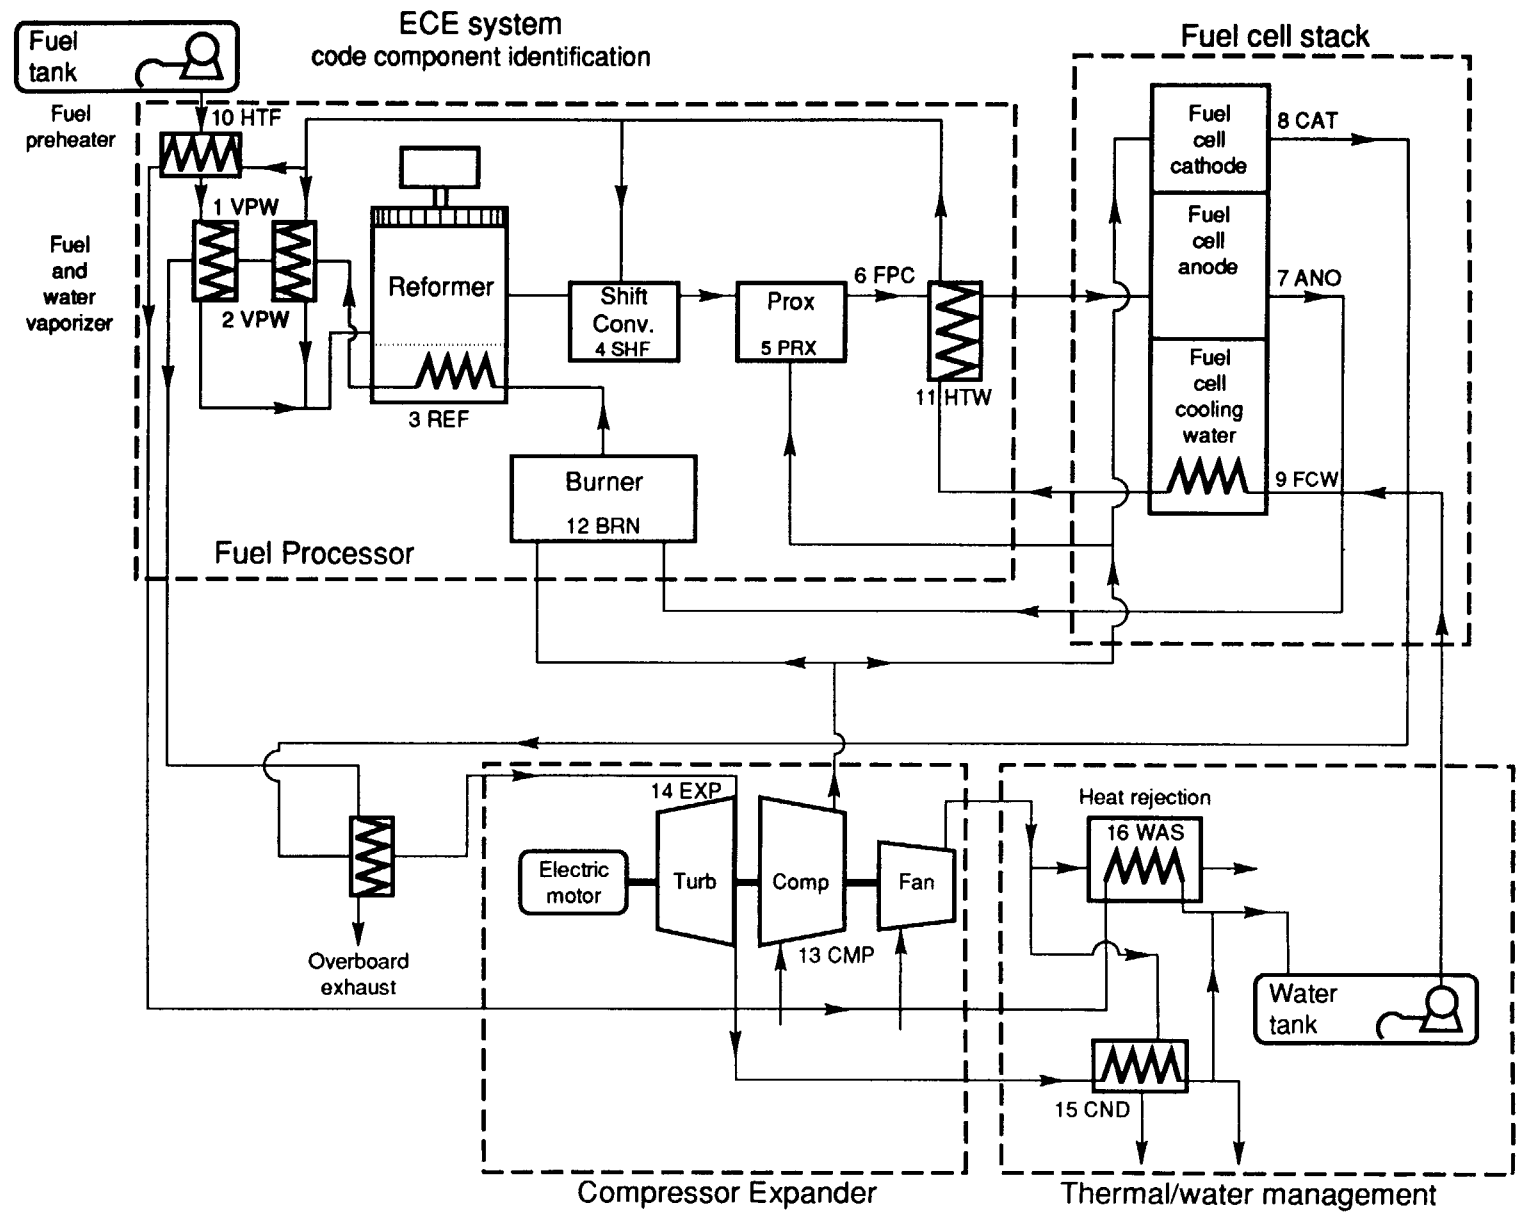 ECE system
code component identification
Fuel
tank
Fuel
preheater
10 HTF
1 VPW
Fuel
and
water
vaporizer
2 VPW
Reformer
3 REF
Shift
Conv.
4 SHF
Prox
5 PRX
6 FPC
11 HTW
Burner
12 BRN
Fuel Processor
Fuel cell stack
Fuel
cell
cathode
8 CAT
Fuel
cell
anode
7 ANO
Fuel
cell
cooling
water
9 FCW
Overboard
exhaust
14 EXP
Electric
motor
Turb
Comp
Fan
13 CMP
Compressor Expander
Heat rejection
16 WAS
Water
tank
15 CND
Thermal/water management